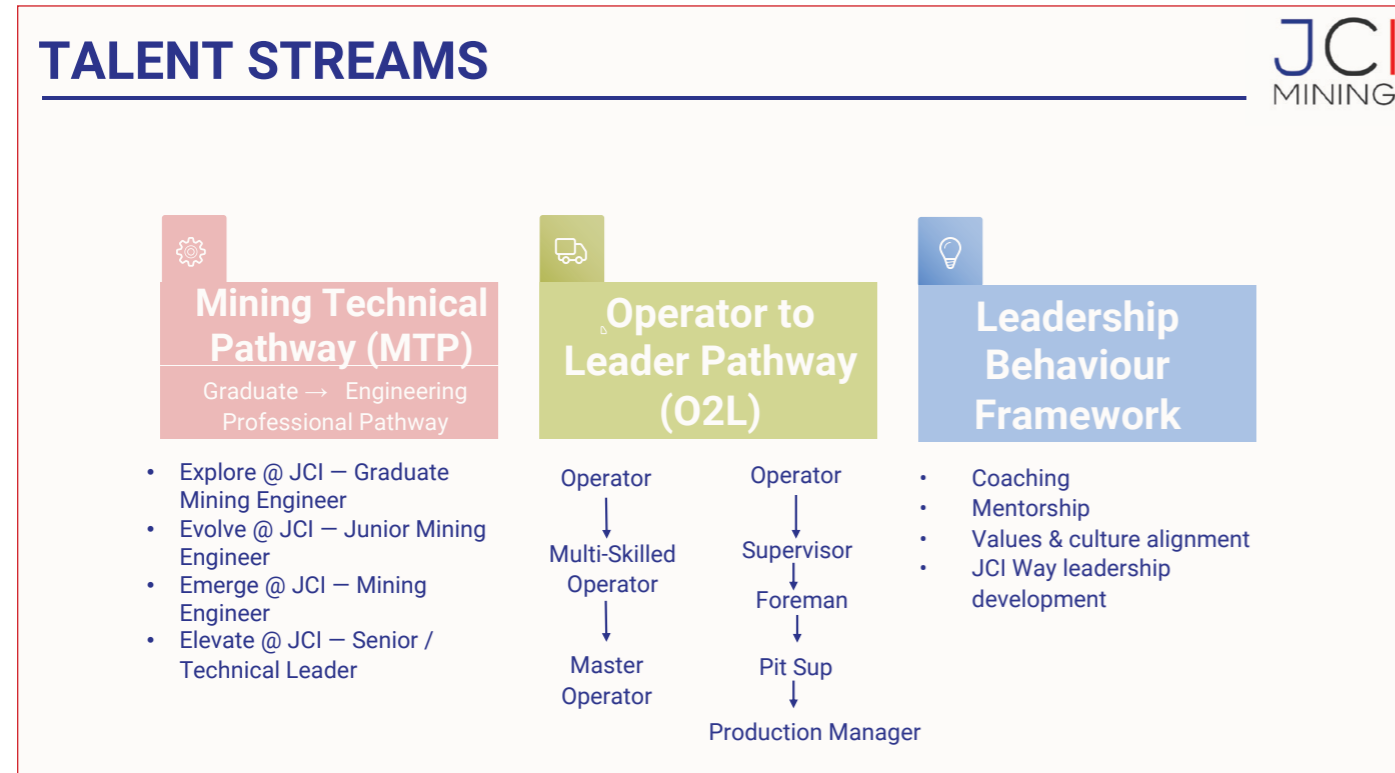 TALENT STREAMS
JCI
MINING
Mining Technical
Pathway (MTP)
Graduate → Engineering
Professional Pathway
• Explore @ JCI — Graduate
Mining Engineer
• Evolve @ JCI — Junior Mining
Engineer
• Emerge @ JCI — Mining
Engineer
• Elevate @ JCI — Senior /
Technical Leader
Operator to
Leader Pathway
(O2L)
Operator
Multi-Skilled
Operator
Master
Operator
Operator
Supervisor
Foreman
Pit Sup
Production Manager
Leadership
Behaviour
Framework
• Coaching
• Mentorship
• Values & culture alignment
• JCI Way leadership
development